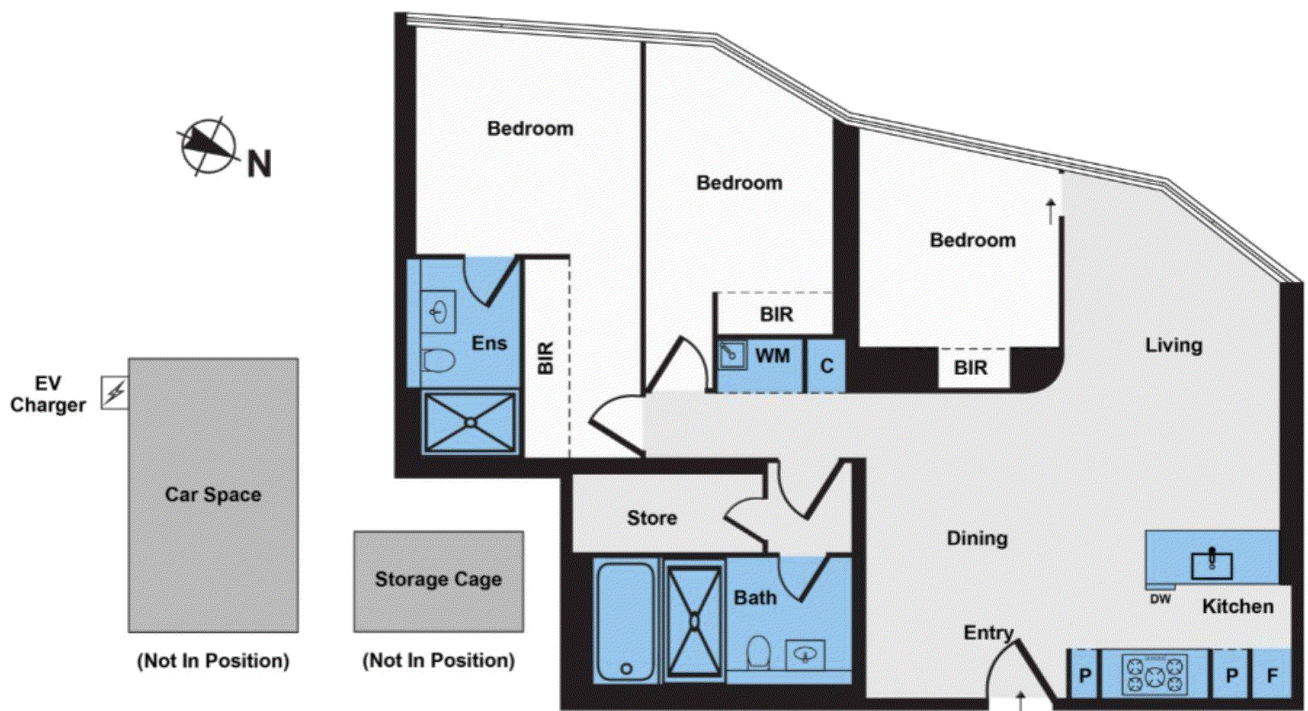 Bedroom
Bedroom
N
Bedroom
BIR
Ens
BIR
WM
C
BIR
Living
EV
Charger
Car Space
Store
Dining
Storage Cage
Bath
DW
Kitchen
Entry
(Not In Position)
(Not In Position)
P
P
F